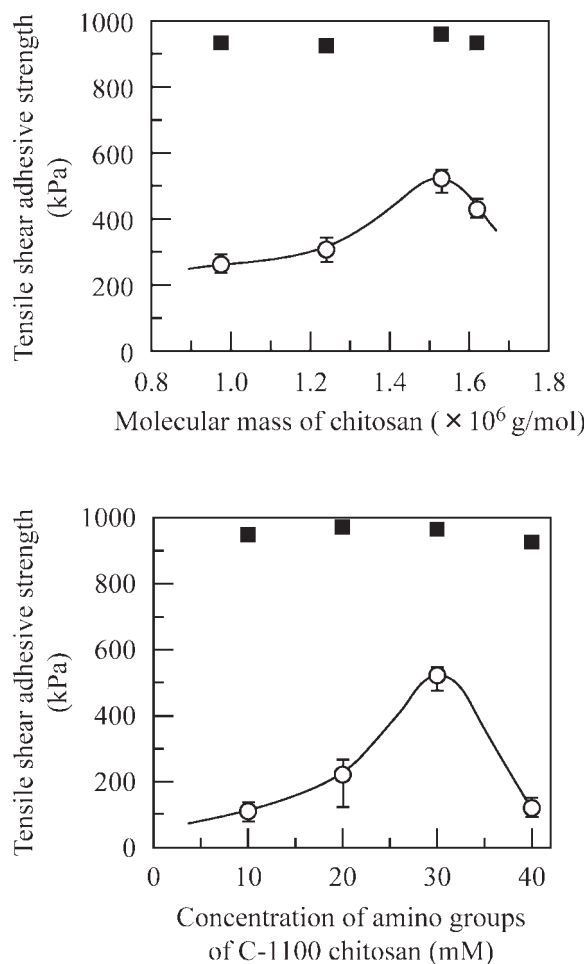 Tensile shear adhesive strength
(kPa)
1000
800
600
400
200
0
0.8 1.0 1.2 1.4 1.6 1.8
Molecular mass of chitosan ( × 10⁶ g/mol)
Tensile shear adhesive strength
(kPa)
1000
800
600
400
200
0
0 10 20 30 40
Concentration of amino groups
of C-1100 chitosan (mM)